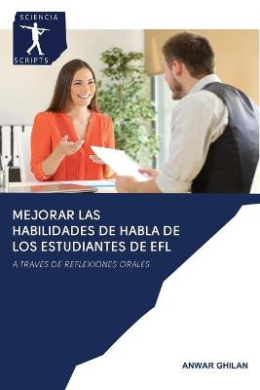 SCIENCIA
SCRIPTS
MEJORAR LAS
HABILIDADES DE HABLA DE
LOS ESTUDIANTES DE EFL
A TRAVÉS DE REFLEXIONES ORALES
ANWAR GHILAN